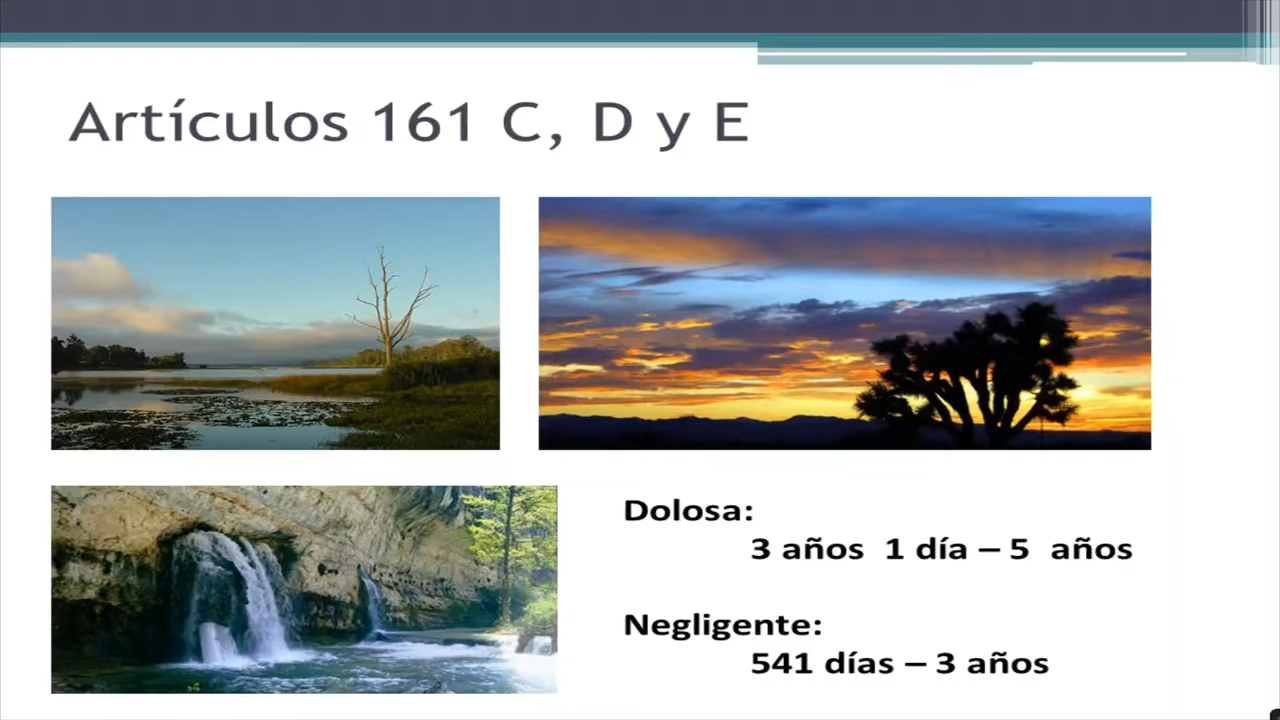 Artículos 161 C, D y E
Dolosa:
3 años 1 día – 5 años
Negligente:
541 días – 3 años